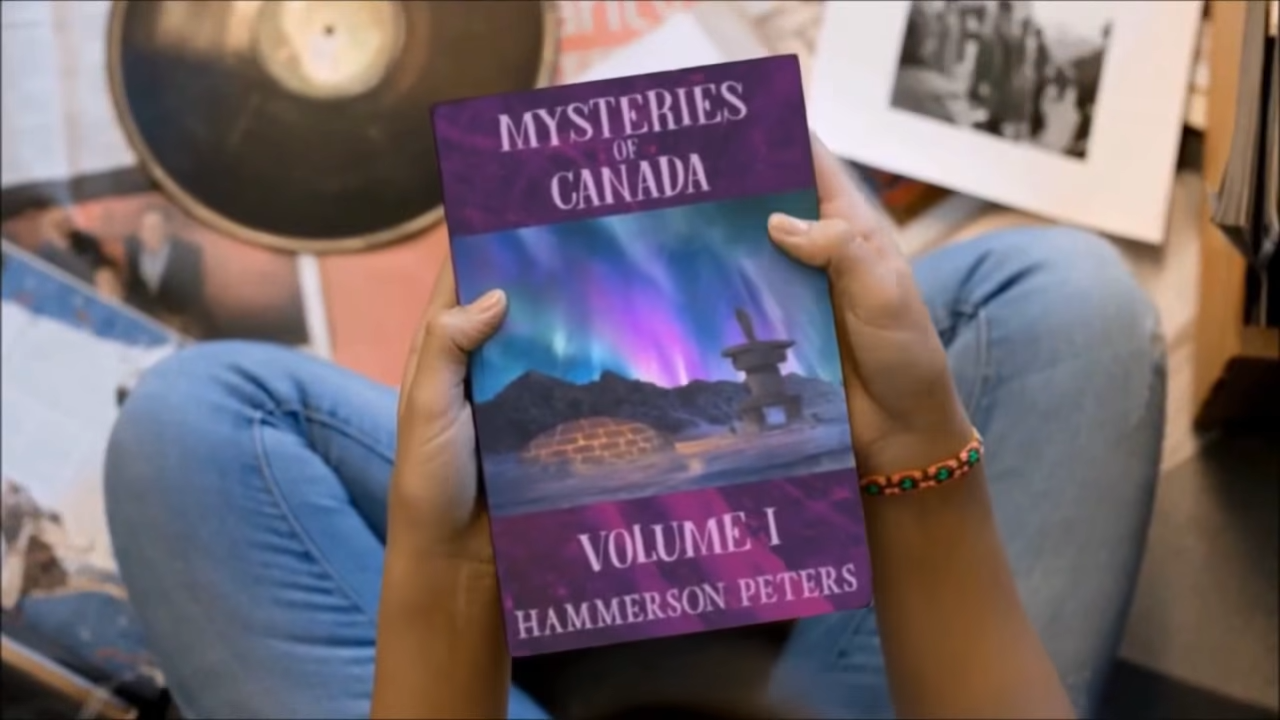 MYSTERIES
OF
CANADA
VOLUME I
HAMMERSON PETERS